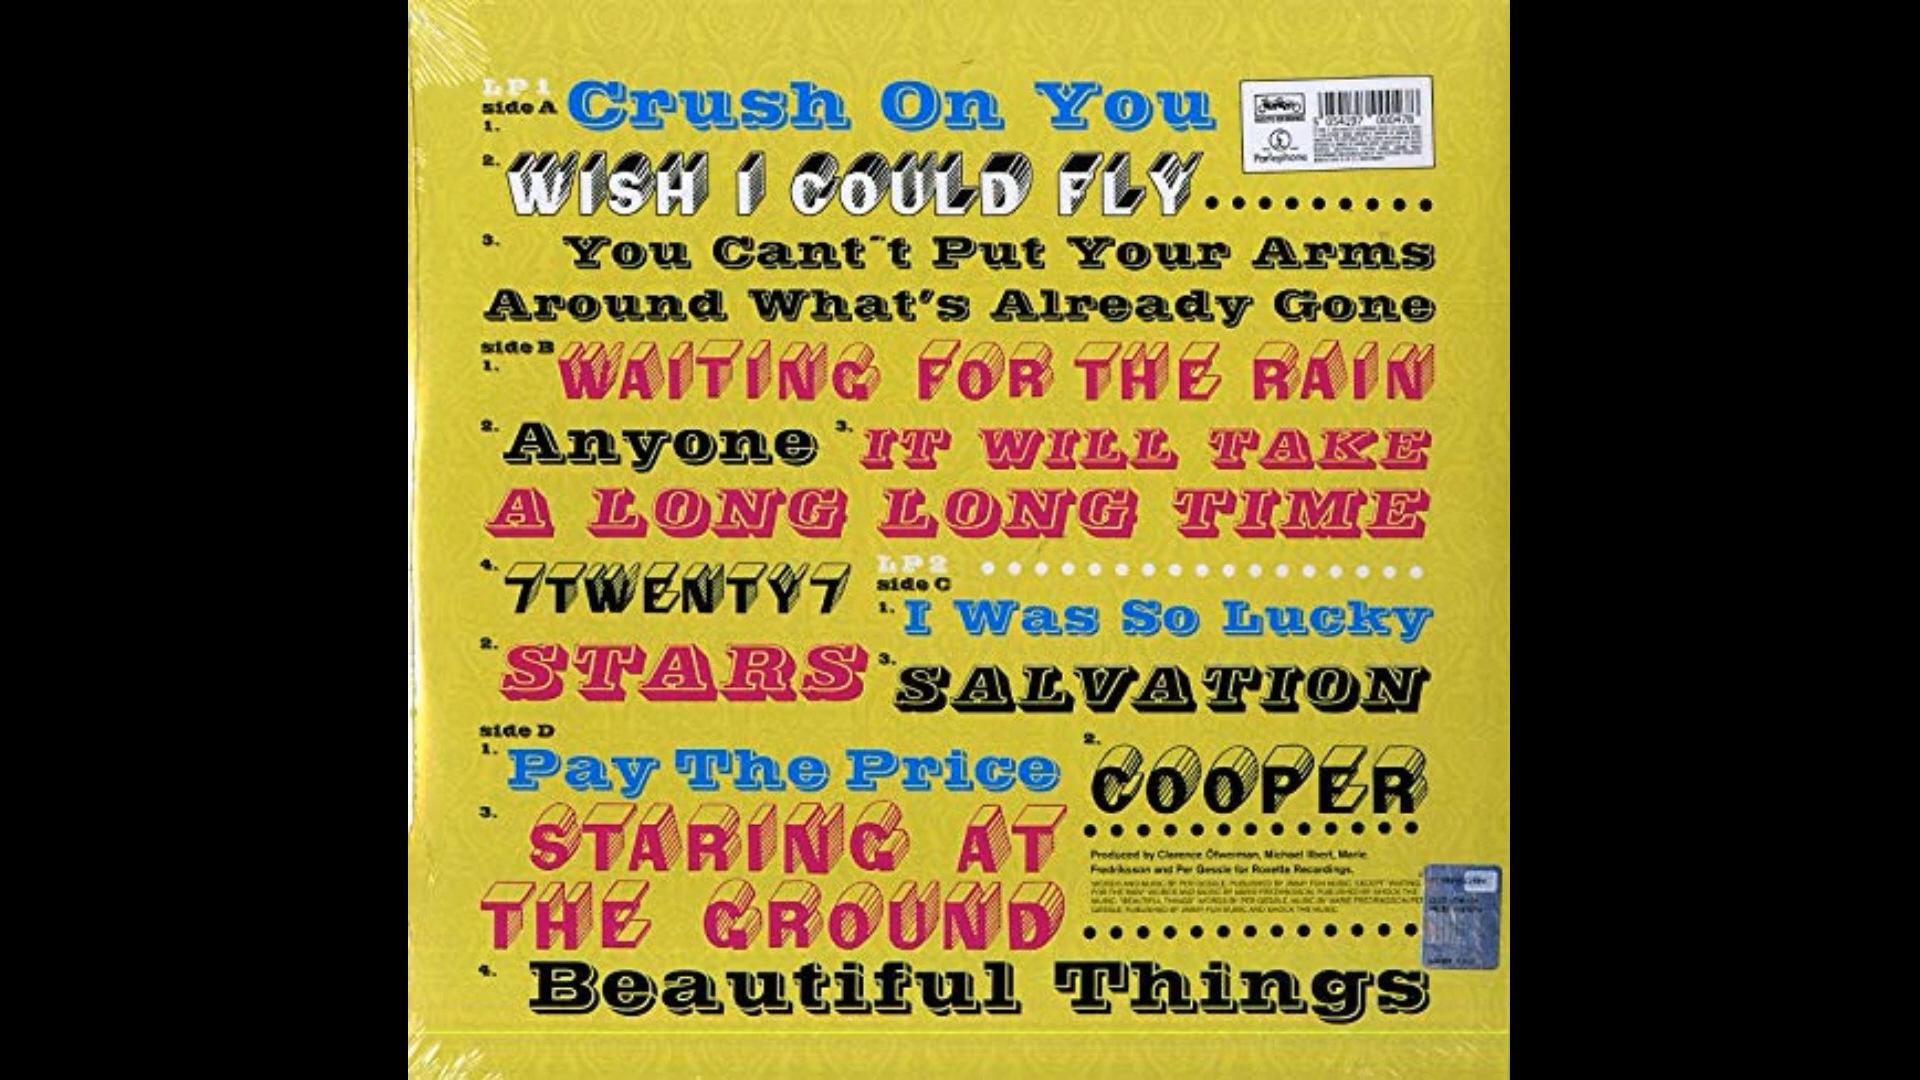 LP 1
side A
1. Crush On You
2. WISH I COULD FLY
3. You Cant´t Put Your Arms
Around What's Already Gone
side B
1. WAITING FOR THE RAIN
2. Anyone 3. IT WILL TAKE
A LONG LONG TIME
4. 7TWENTY7
LP 2
side C
1. I Was So Lucky
2. STARS 3. SALVATION
side D
1. Pay The Price
2. COOPER
3. STARING AT
THE GROUND
Produced by Clarence Öfwerman, Michael Ilbert, Marie
Fredriksson and Per Gessle for Roxette Recordings.
4. Beautiful Things
Parlophone